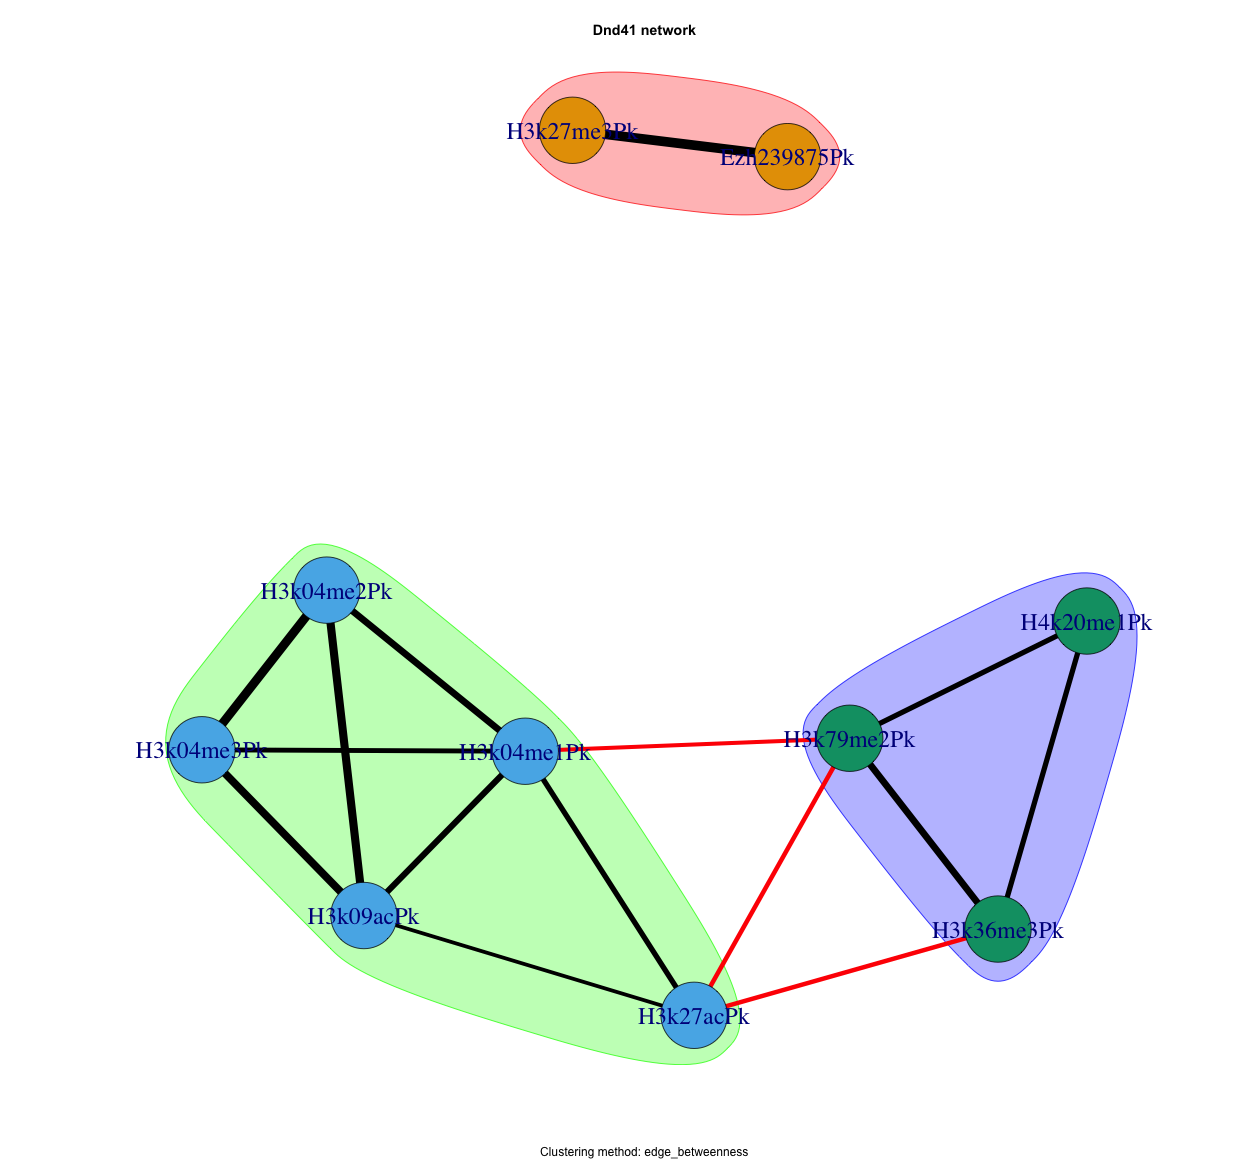 Dnd41 network
H3k27me3Pk
Ezh239875Pk
H3k04me2Pk
H4k20me1Pk
H3k04me3Pk
H3k04me1Pk
H3k79me2Pk
H3k09acPk
H3k36me3Pk
H3k27acPk
Clustering method: edge_betweenness